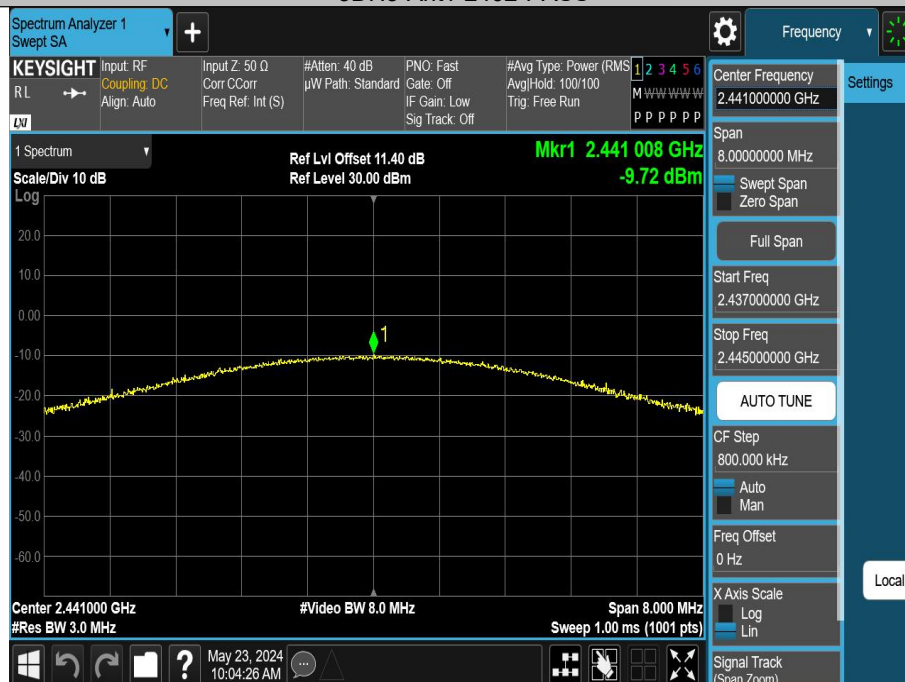 Spectrum Analyzer 1
Swept SA
+
Frequency
KEYSIGHT
RL
LXI
Input: RF
Coupling: DC
Align: Auto
Input Z: 50 Ω
Corr CCorr
Freq Ref: Int (S)
#Atten: 40 dB
µW Path: Standard
PNO: Fast
Gate: Off
IF Gain: Low
Sig Track: Off
#Avg Type: Power (RMS
Avg|Hold: 100/100
Trig: Free Run
1 2 3 4 5 6
M W W W W W
P P P P P P
1 Spectrum
Scale/Div 10 dB
Log
Ref Lvl Offset 11.40 dB
Ref Level 30.00 dBm
Mkr1 2.441 008 GHz
-9.72 dBm
20.0
10.0
0.00
-10.0
-20.0
-30.0
-40.0
-50.0
-60.0
1
Center 2.441000 GHz
#Res BW 3.0 MHz
#Video BW 8.0 MHz
Span 8.000 MHz
Sweep 1.00 ms (1001 pts)
Center Frequency
2.441000000 GHz
Settings
Span
8.00000000 MHz
Swept Span
Zero Span
Full Span
Start Freq
2.437000000 GHz
Stop Freq
2.445000000 GHz
AUTO TUNE
CF Step
800.000 kHz
Auto
Man
Freq Offset
0 Hz
X Axis Scale
Log
Lin
Local
Signal Track
(Span Zoom)
?
May 23, 2024
10:04:26 AM